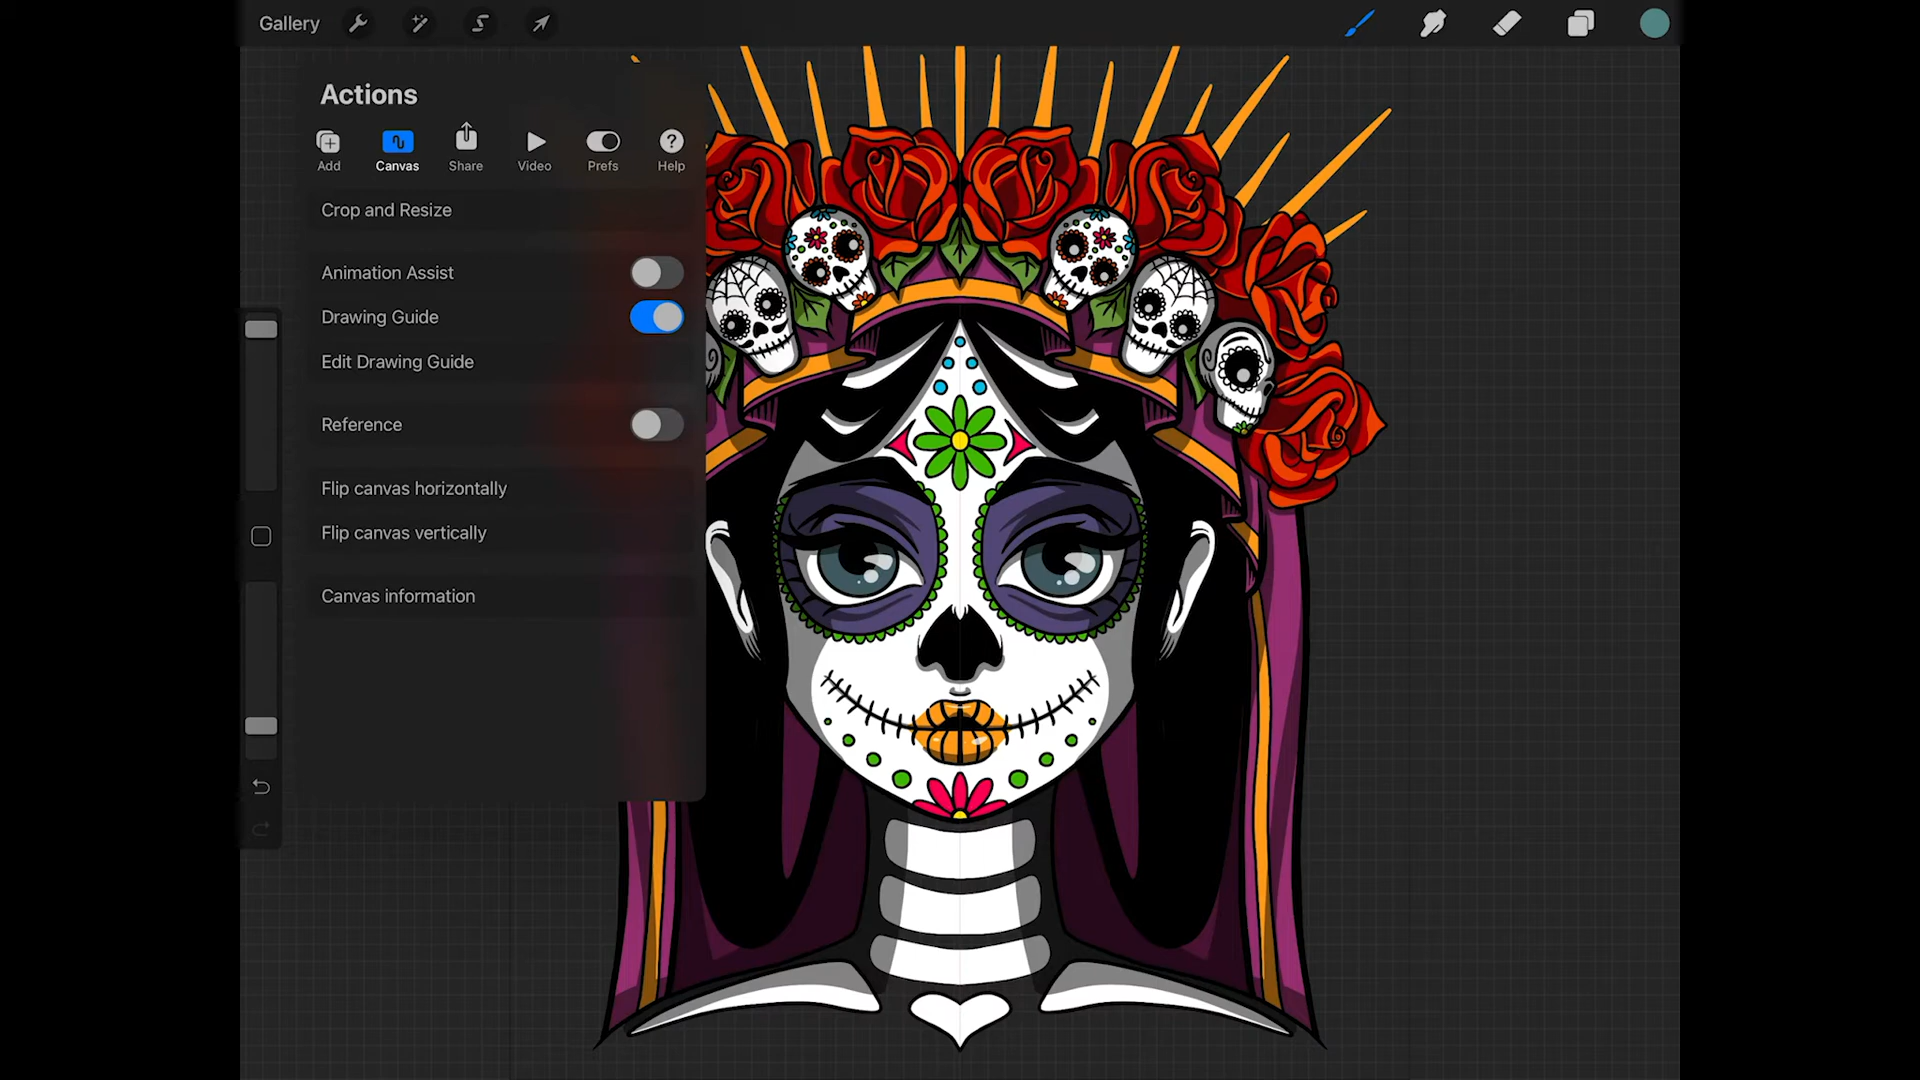 Gallery
Actions
Add Canvas Share Video Prefs Help
Crop and Resize
Animation Assist
Drawing Guide
Edit Drawing Guide
Reference
Flip canvas horizontally
Flip canvas vertically
Canvas information